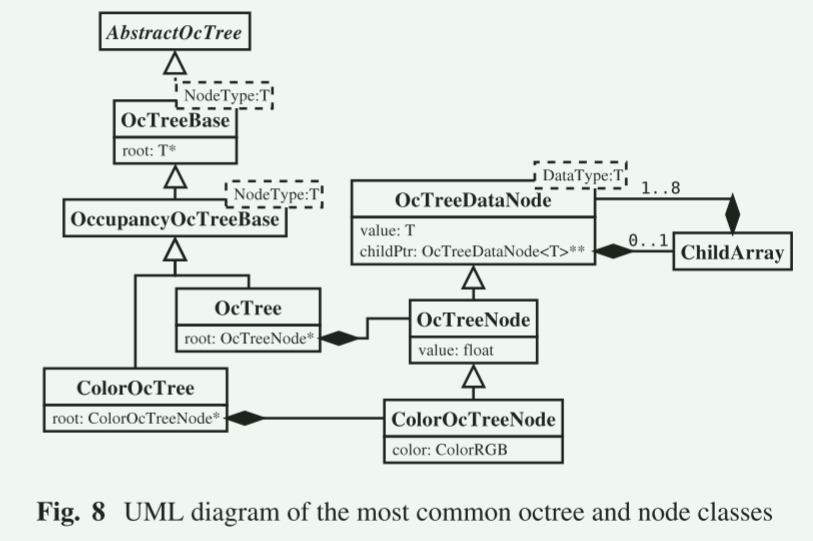 AbstractOcTree
NodeType:T
OcTreeBase
root: T*
NodeType:T
OccupancyOcTreeBase
DataType:T
OcTreeDataNode
value: T
childPtr: OcTreeDataNode<T>**
1..8
0..1
ChildArray
OcTree
root: OcTreeNode*
OcTreeNode
value: float
ColorOcTree
root: ColorOcTreeNode*
ColorOcTreeNode
color: ColorRGB
Fig. 8 UML diagram of the most common octree and node classes